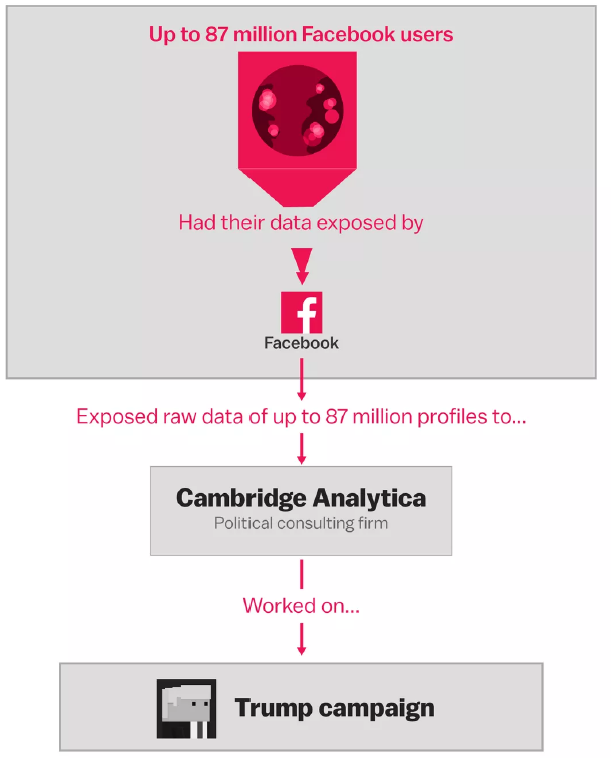 Up to 87 million Facebook users
Had their data exposed by
Facebook
Exposed raw data of up to 87 million profiles to...
Cambridge Analytica
Political consulting firm
Worked on...
Trump campaign